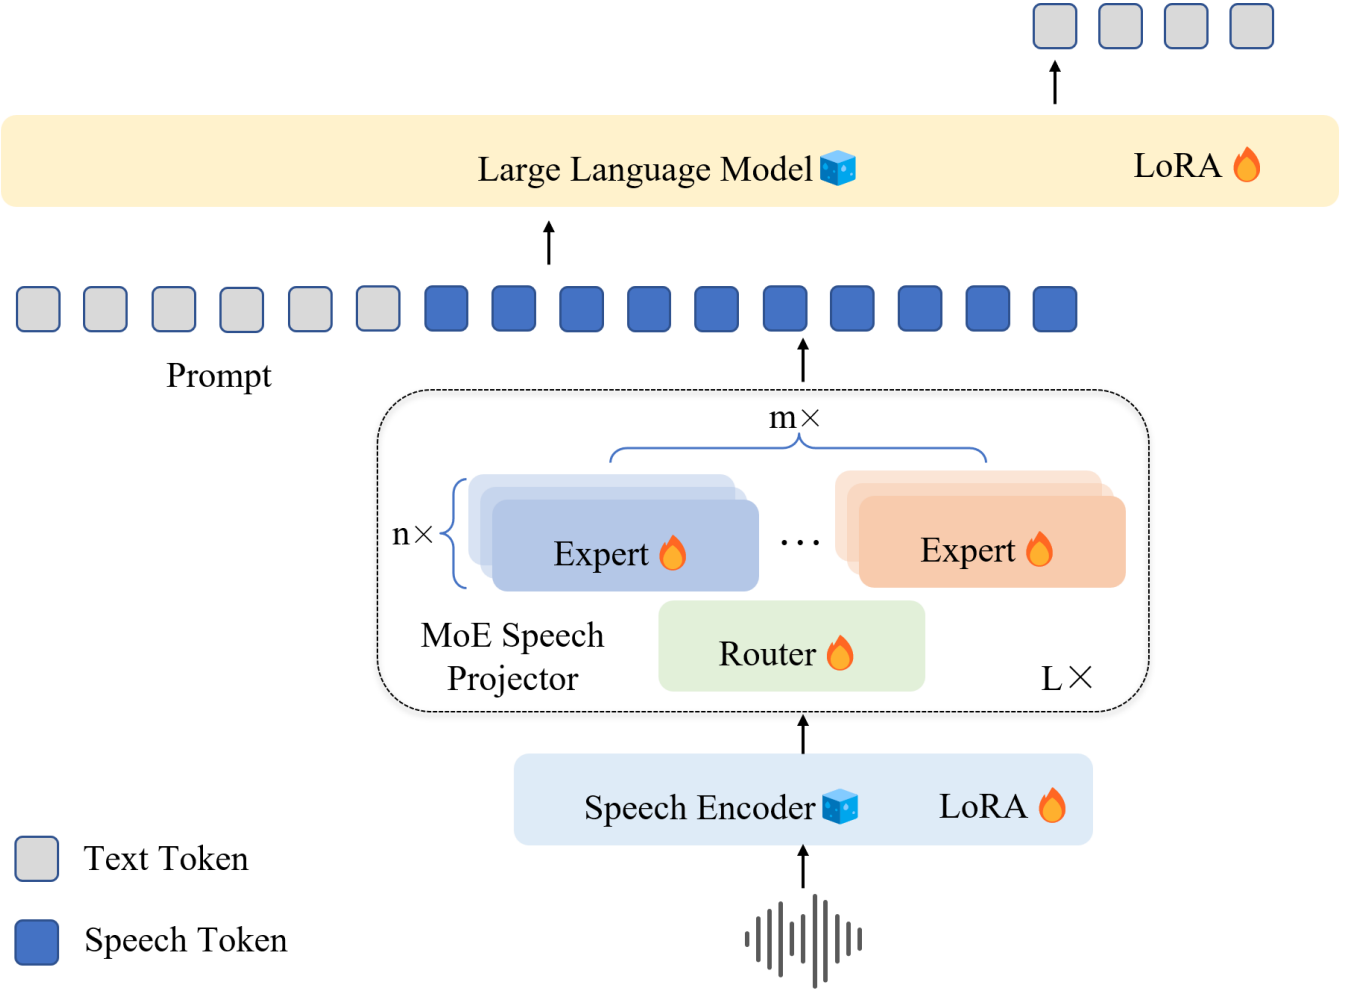 Large Language Model
LoRA
Prompt
m×
n×
Expert
...
Expert
MoE Speech
Projector
Router
L×
Speech Encoder
LoRA
Text Token
Speech Token